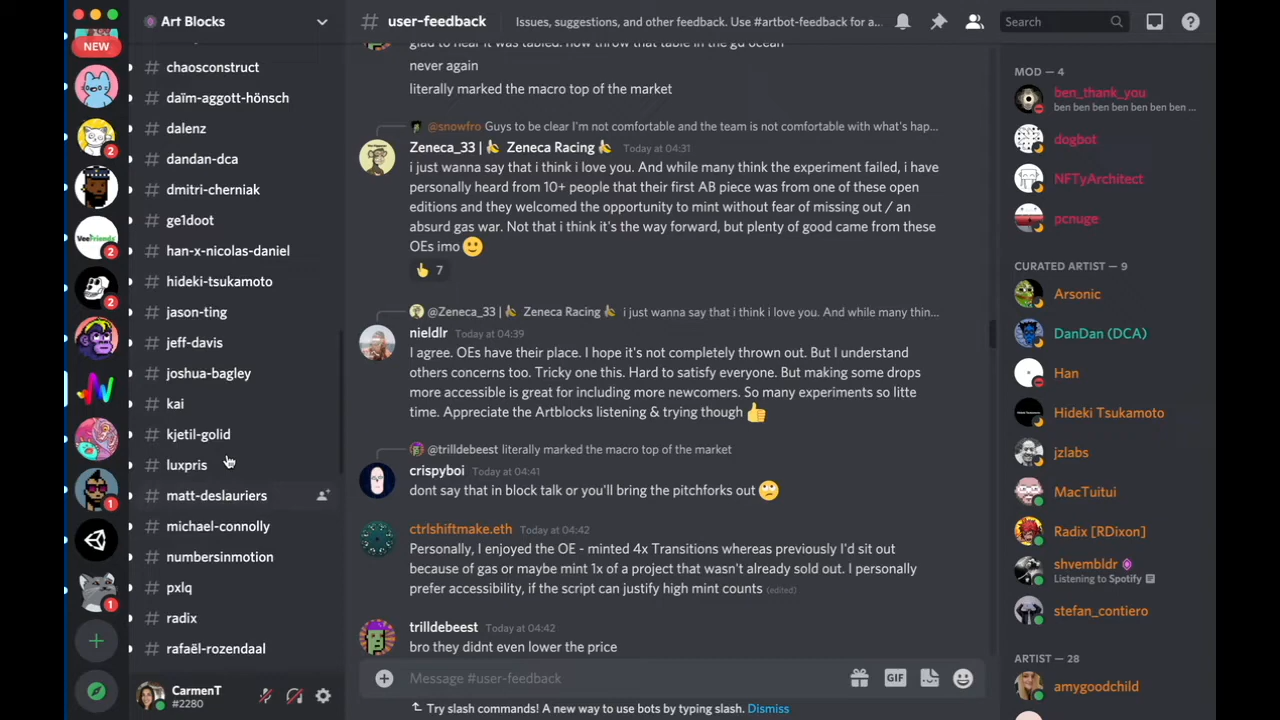 NEW
2
VeeFriends
2
2
1
1
Art Blocks
chaosconstruct
daïm-aggott-hönsch
dalenz
dandan-dca
dmitri-cherniak
ge1doot
han-x-nicolas-daniel
hideki-tsukamoto
jason-ting
jeff-davis
joshua-bagley
kai
kjetil-golid
luxpris
matt-deslauriers
michael-connolly
numbersinmotion
pxlq
radix
rafaël-rozendaal
CarmenT
#2280
# user-feedback
Issues, suggestions, and other feedback. Use #artbot-feedback for a...
Search
glad to hear it was tabled. now throw that table in the gd ocean
never again
literally marked the macro top of the market
@snowfro Guys to be clear I'm not comfortable and the team is not comfortable with what's hap...
Zeneca_33 | Zeneca Racing Today at 04:31
i just wanna say that i think i love you. And while many think the experiment failed, i have
personally heard from 10+ people that their first AB piece was from one of these open
editions and they welcomed the opportunity to mint without fear of missing out / an
absurd gas war. Not that i think it's the way forward, but plenty of good came from these
OEs imo
7
@Zeneca_33 | Zeneca Racing i just wanna say that i think i love you. And while many thin...
nieldlr Today at 04:39
I agree. OEs have their place. I hope it's not completely thrown out. But I understand
others concerns too. Tricky one this. Hard to satisfy everyone. But making some drops
more accessible is great for including more newcomers. So many experiments so litte
time. Appreciate the Artblocks listening & trying though
@trilldebeest literally marked the macro top of the market
crispyboi Today at 04:41
dont say that in block talk or you'll bring the pitchforks out
ctrlshiftmake.eth Today at 04:42
Personally, I enjoyed the OE - minted 4x Transitions whereas previously I'd sit out
because of gas or maybe mint 1x of a project that wasn't already sold out. I personally
prefer accessibility, if the script can justify high mint counts (edited)
trilldebeest Today at 04:42
bro they didnt even lower the price
Message #user-feedback
GIF
Try slash commands! A new way to use bots by typing slash. Dismiss
MOD — 4
ben_thank_you
ben ben ben ben ben ben ben ...
dogbot
NFTyArchitect
pcnuge
CURATED ARTIST — 9
Arsonic
DanDan (DCA)
Han
Hideki Tsukamoto
jzlabs
MacTuitui
Radix [RDixon]
shvembldr
Listening to Spotify
stefan_contiero
ARTIST — 28
amygoodchild